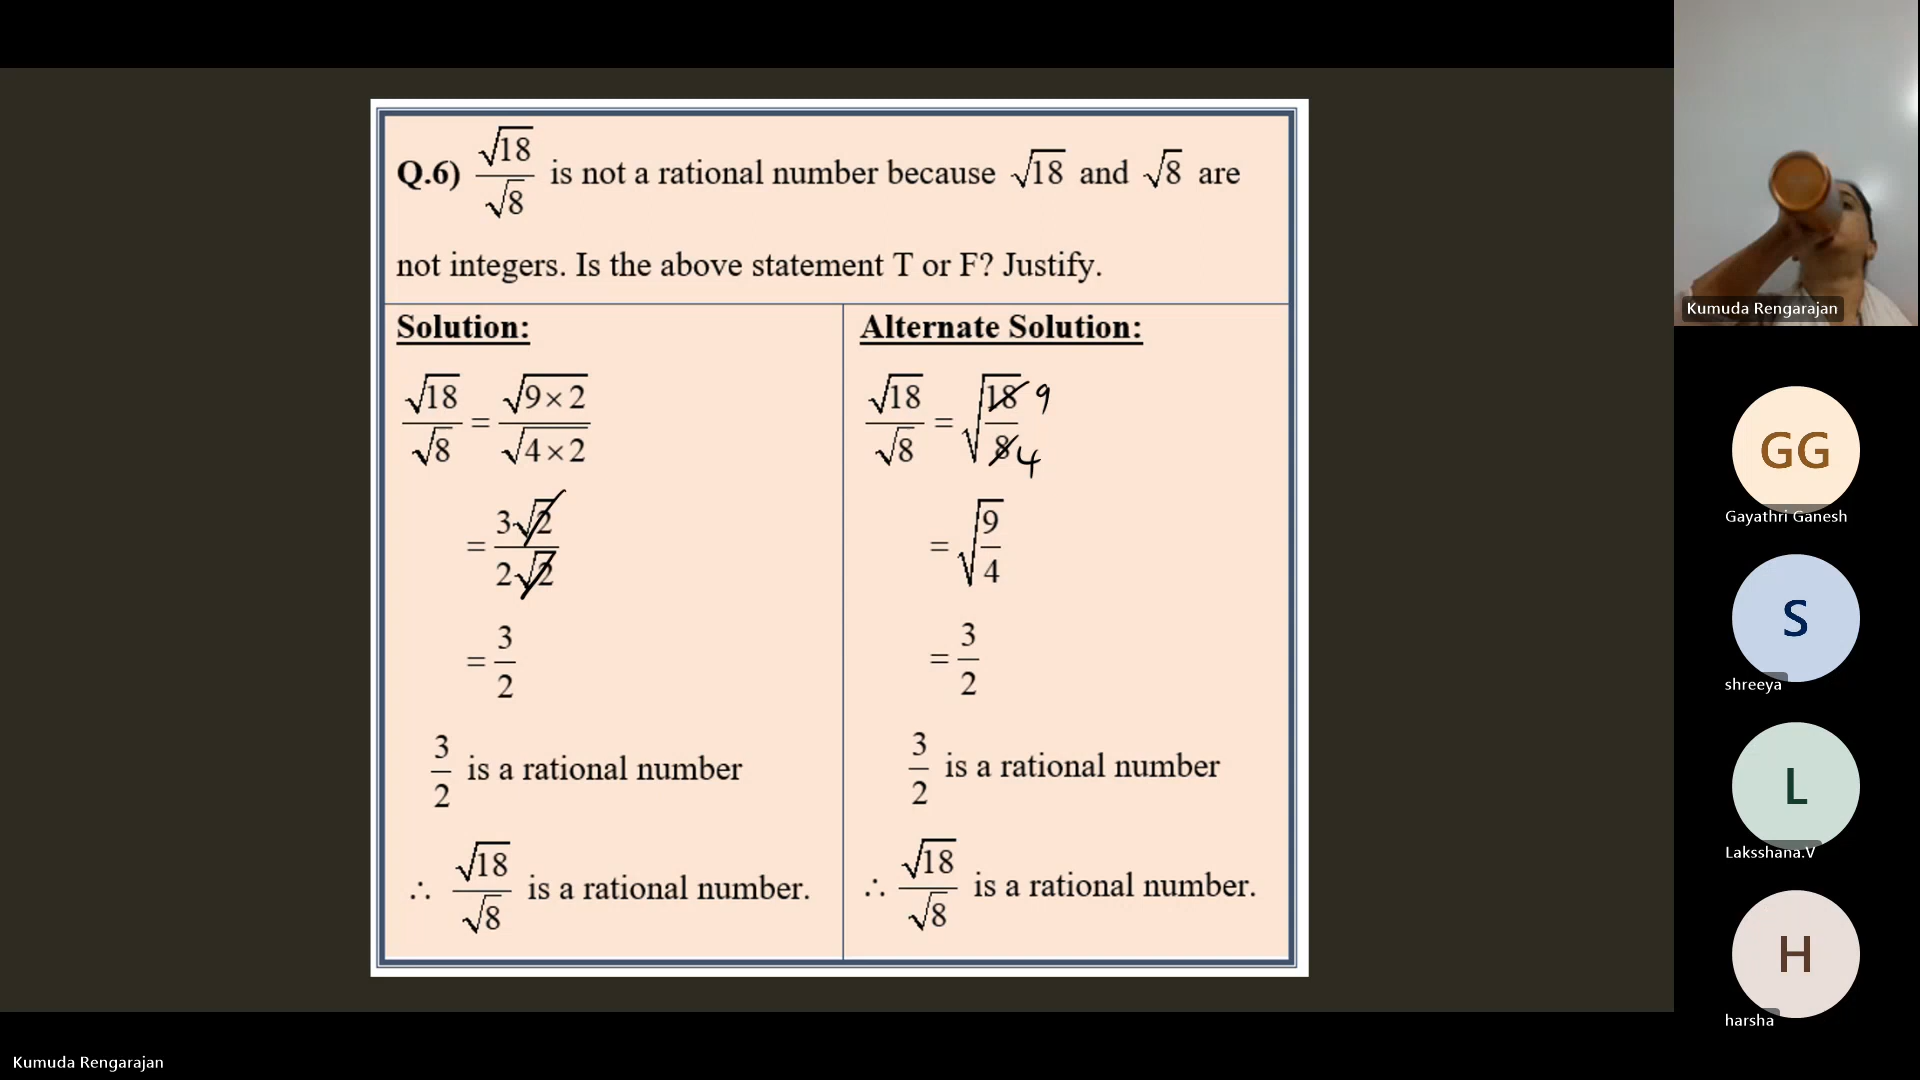 Q.6) √18/√8 is not a rational number because √18 and √8 are
not integers. Is the above statement T or F? Justify.
Solution:
√18/√8 = √9×2/√4×2
= 3√2/2√2
= 3/2
3/2 is a rational number
∴ √18/√8 is a rational number.
Alternate Solution:
√18/√8 = √18/8 9 4
= √9/4
= 3/2
3/2 is a rational number
∴ √18/√8 is a rational number.
Kumuda Rengarajan
GG
Gayathri Ganesh
S
shreeya
L
Laksshana.V
H
harsha
Kumuda Rengarajan